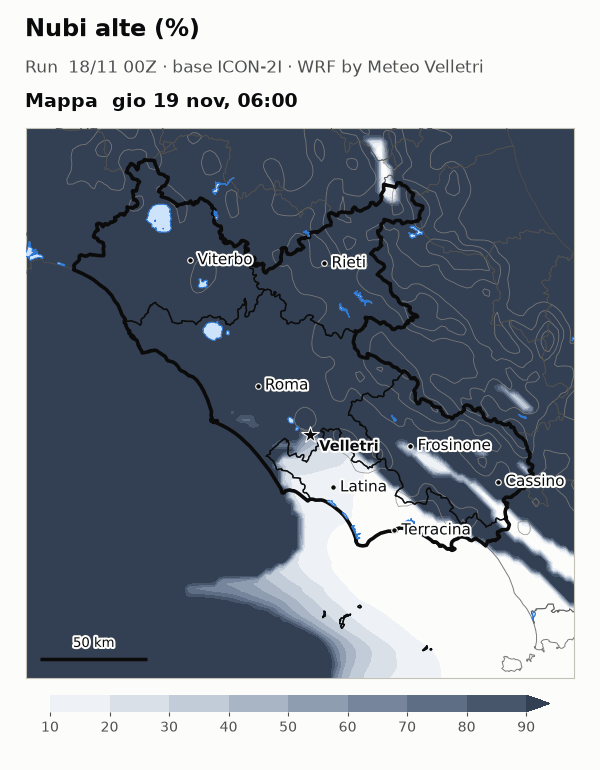 Nubi alte (%)
Run 18/11 00Z · base ICON-2I · WRF by Meteo Velletri
Mappa gio 19 nov, 06:00
Viterbo
Rieti
Roma
Velletri
Frosinone
Cassino
Latina
Terracina
50 km
10 20 30 40 50 60 70 80 90